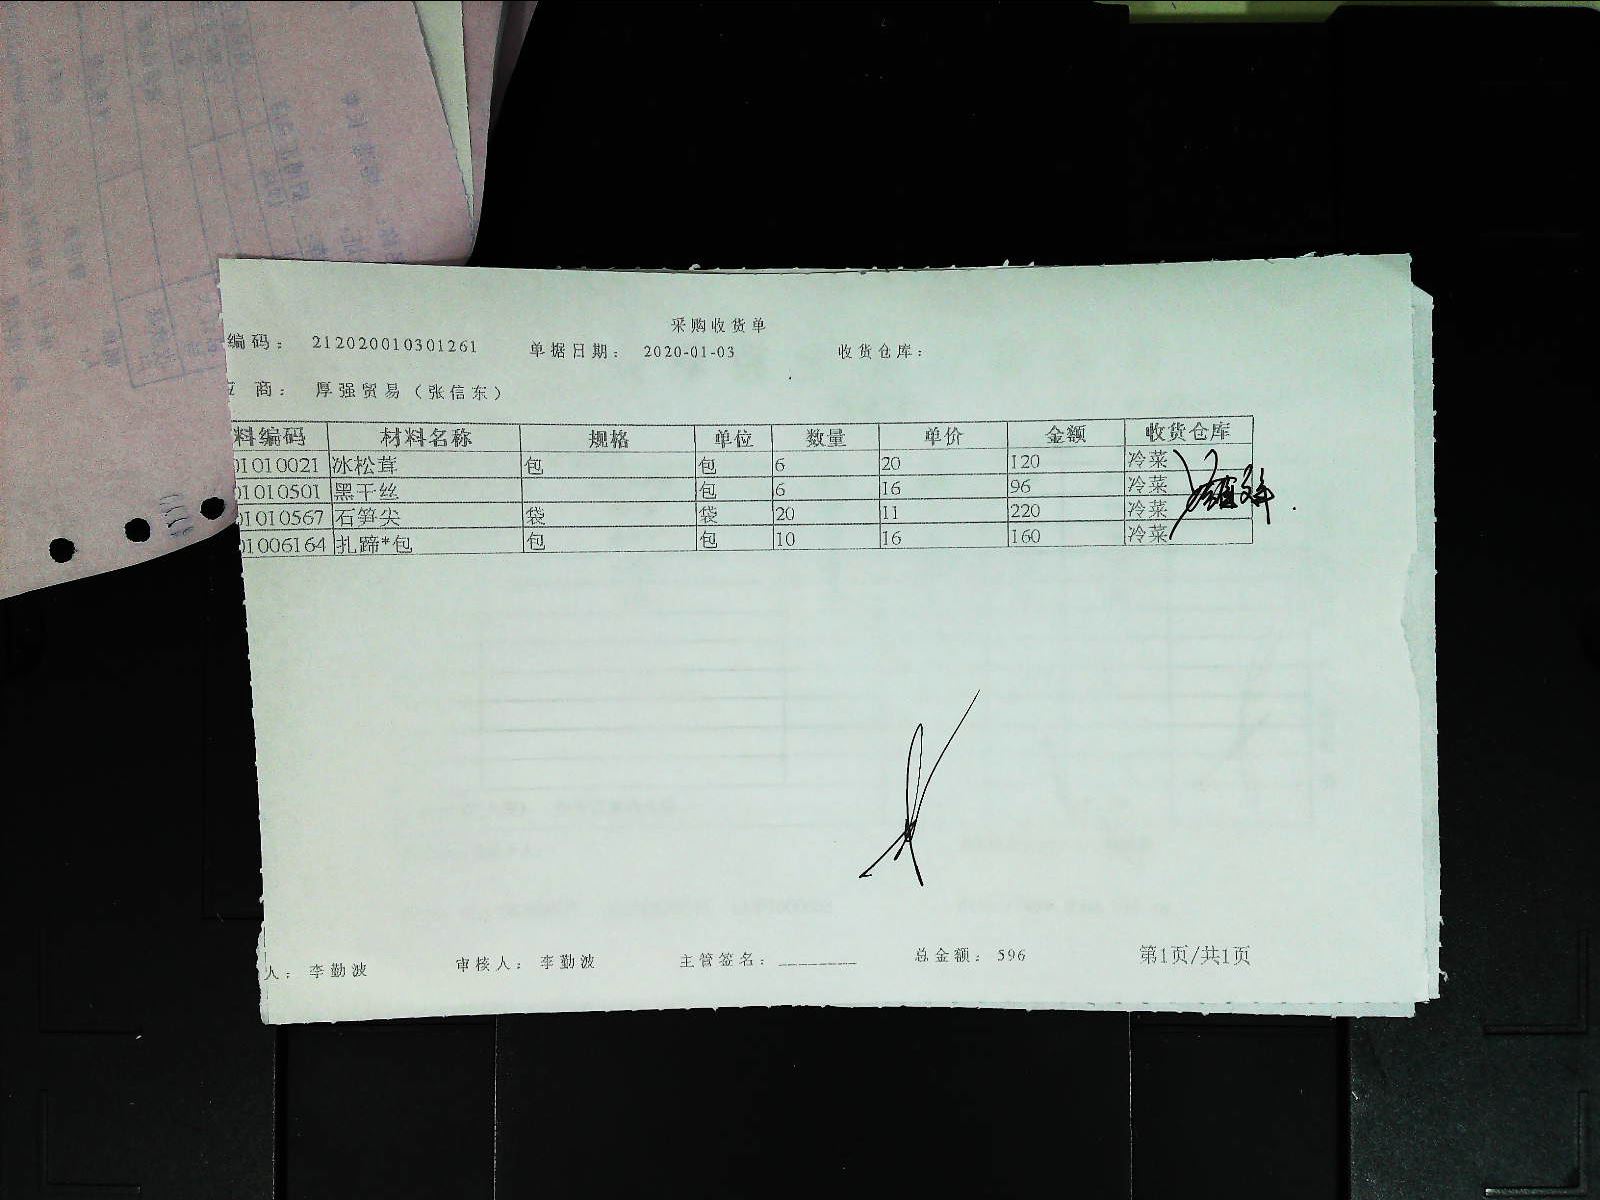 采购收货单
编码：212020010301261 单据日期：2020-01-03 收货仓库：
商：厚强贸易（张信东）
料编码 材料名称 规格 单位 数量 单价 金额 收货仓库
01010021 冰松茸 包 包 6 20 120 冷菜
01010501 黑干丝 包 6 16 96 冷菜
01010567 石笋尖 袋 袋 20 11 220 冷菜
01006164 扎蹄*包 包 包 10 16 160 冷菜
人：李勤波 审核人：李勤波 主管签名：________ 总金额：596 第1页/共1页